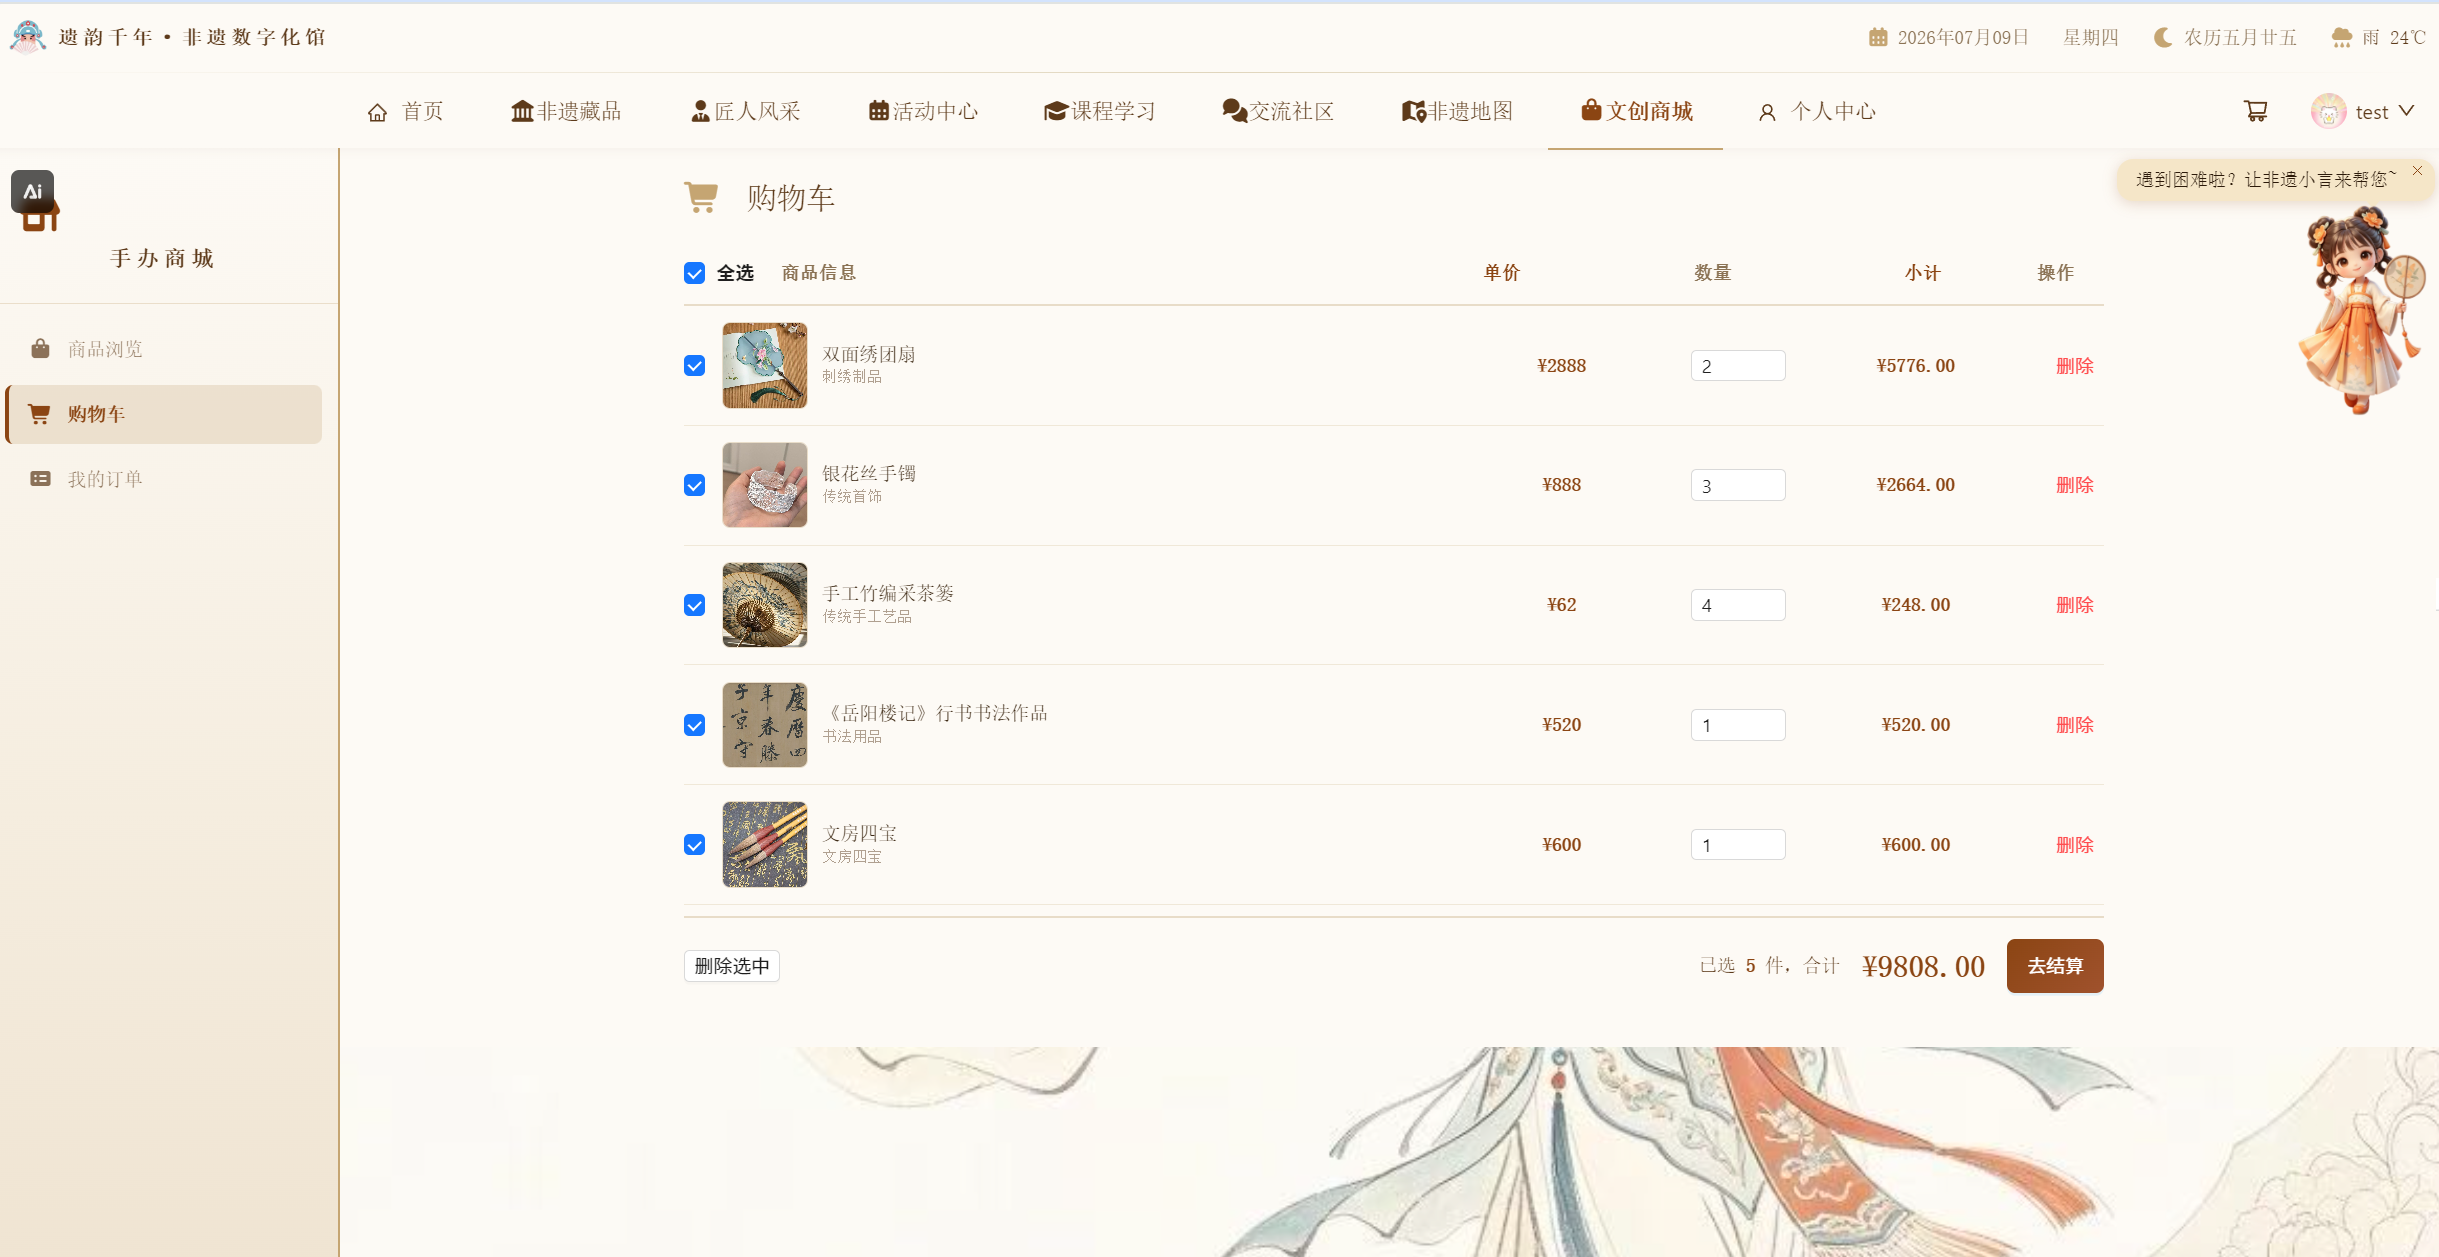 遗韵千年·非遗数字化馆
2026年07月09日 星期四 农历五月廿五 雨 24℃
首页 非遗藏品 匠人风采 活动中心 课程学习 交流社区 非遗地图 文创商城 个人中心 test
Ai
遇到困难啦？让非遗小言来帮您~
手办商城
商品浏览
购物车
我的订单
购物车
全选 商品信息 单价 数量 小计 操作
双面绣团扇
刺绣制品
¥2888 2 ¥5776.00 删除
银花丝手镯
传统首饰
¥888 3 ¥2664.00 删除
手工竹编采茶篓
传统手工艺品
¥62 4 ¥248.00 删除
《岳阳楼记》行书书法作品
书法用品
¥520 1 ¥520.00 删除
文房四宝
文房四宝
¥600 1 ¥600.00 删除
删除选中 已选 5 件，合计 ¥9808.00 去结算